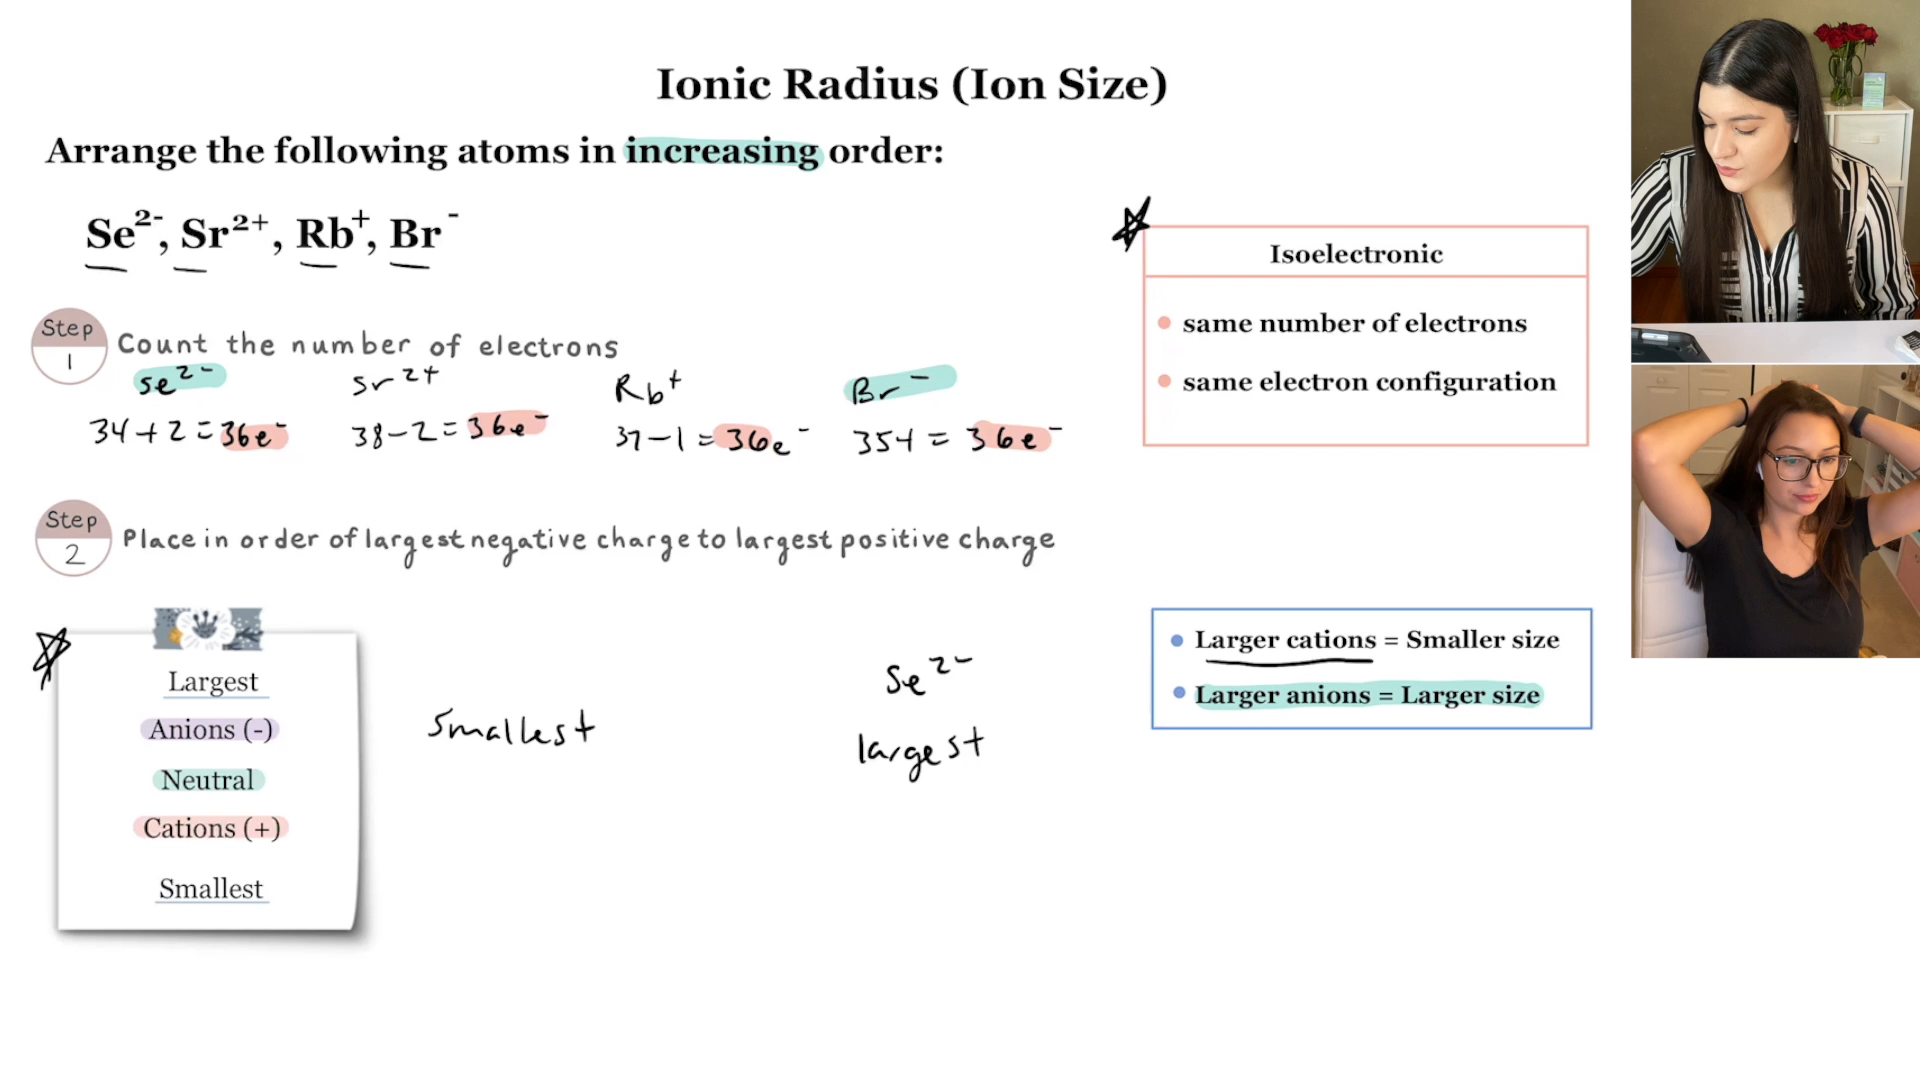 Ionic Radius (Ion Size)
Arrange the following atoms in increasing order:
Se²⁻, Sr²⁺, Rb⁺, Br⁻
Step 1 Count the number of electrons
Se²⁻ Sr²⁺ Rb⁺ Br⁻
34+2=36e⁻ 38-2=36e⁻ 37-1=36e⁻ 35+1=36e⁻
Isoelectronic
same number of electrons
same electron configuration
Step 2 Place in order of largest negative charge to largest positive charge
Largest
Anions (-)
Neutral
Cations (+)
Smallest
Se²⁻
smallest largest
Larger cations = Smaller size
Larger anions = Larger size